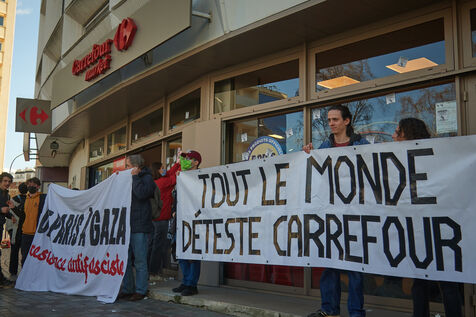 Carrefour
market
DE PARIS À GAZA
résistance antifasciste
TOUT LE MONDE
DÉTESTE CARREFOUR